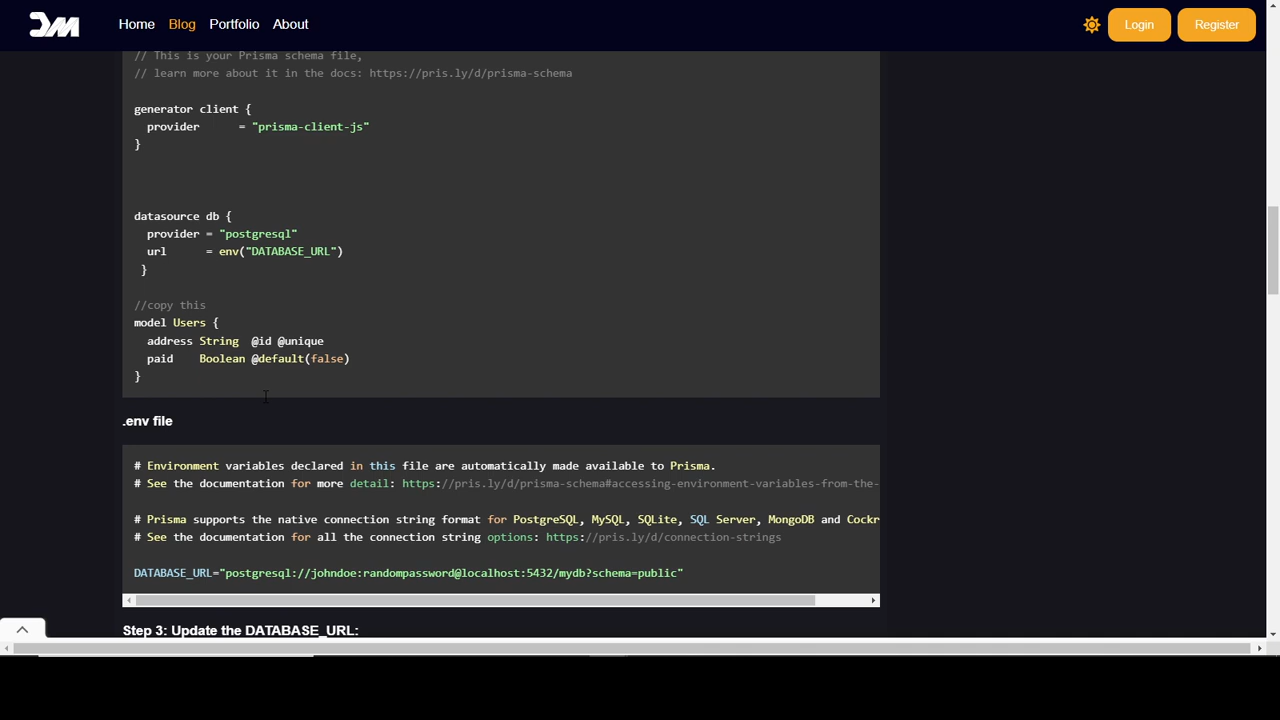 DM
Home Blog Portfolio About Login Register
// This is your Prisma schema file,
// learn more about it in the docs: https://pris.ly/d/prisma-schema
generator client {
provider = "prisma-client-js"
}
datasource db {
provider = "postgresql"
url = env("DATABASE_URL")
}
//copy this
model Users {
address String @id @unique
paid Boolean @default(false)
}
.env file
# Environment variables declared in this file are automatically made available to Prisma.
# See the documentation for more detail: https://pris.ly/d/prisma-schema#accessing-environment-variables-from-the-
# Prisma supports the native connection string format for PostgreSQL, MySQL, SQLite, SQL Server, MongoDB and Cockr
# See the documentation for all the connection string options: https://pris.ly/d/connection-strings
DATABASE_URL="postgresql://johndoe:randompassword@localhost:5432/mydb?schema=public"
Step 3: Update the DATABASE_URL: